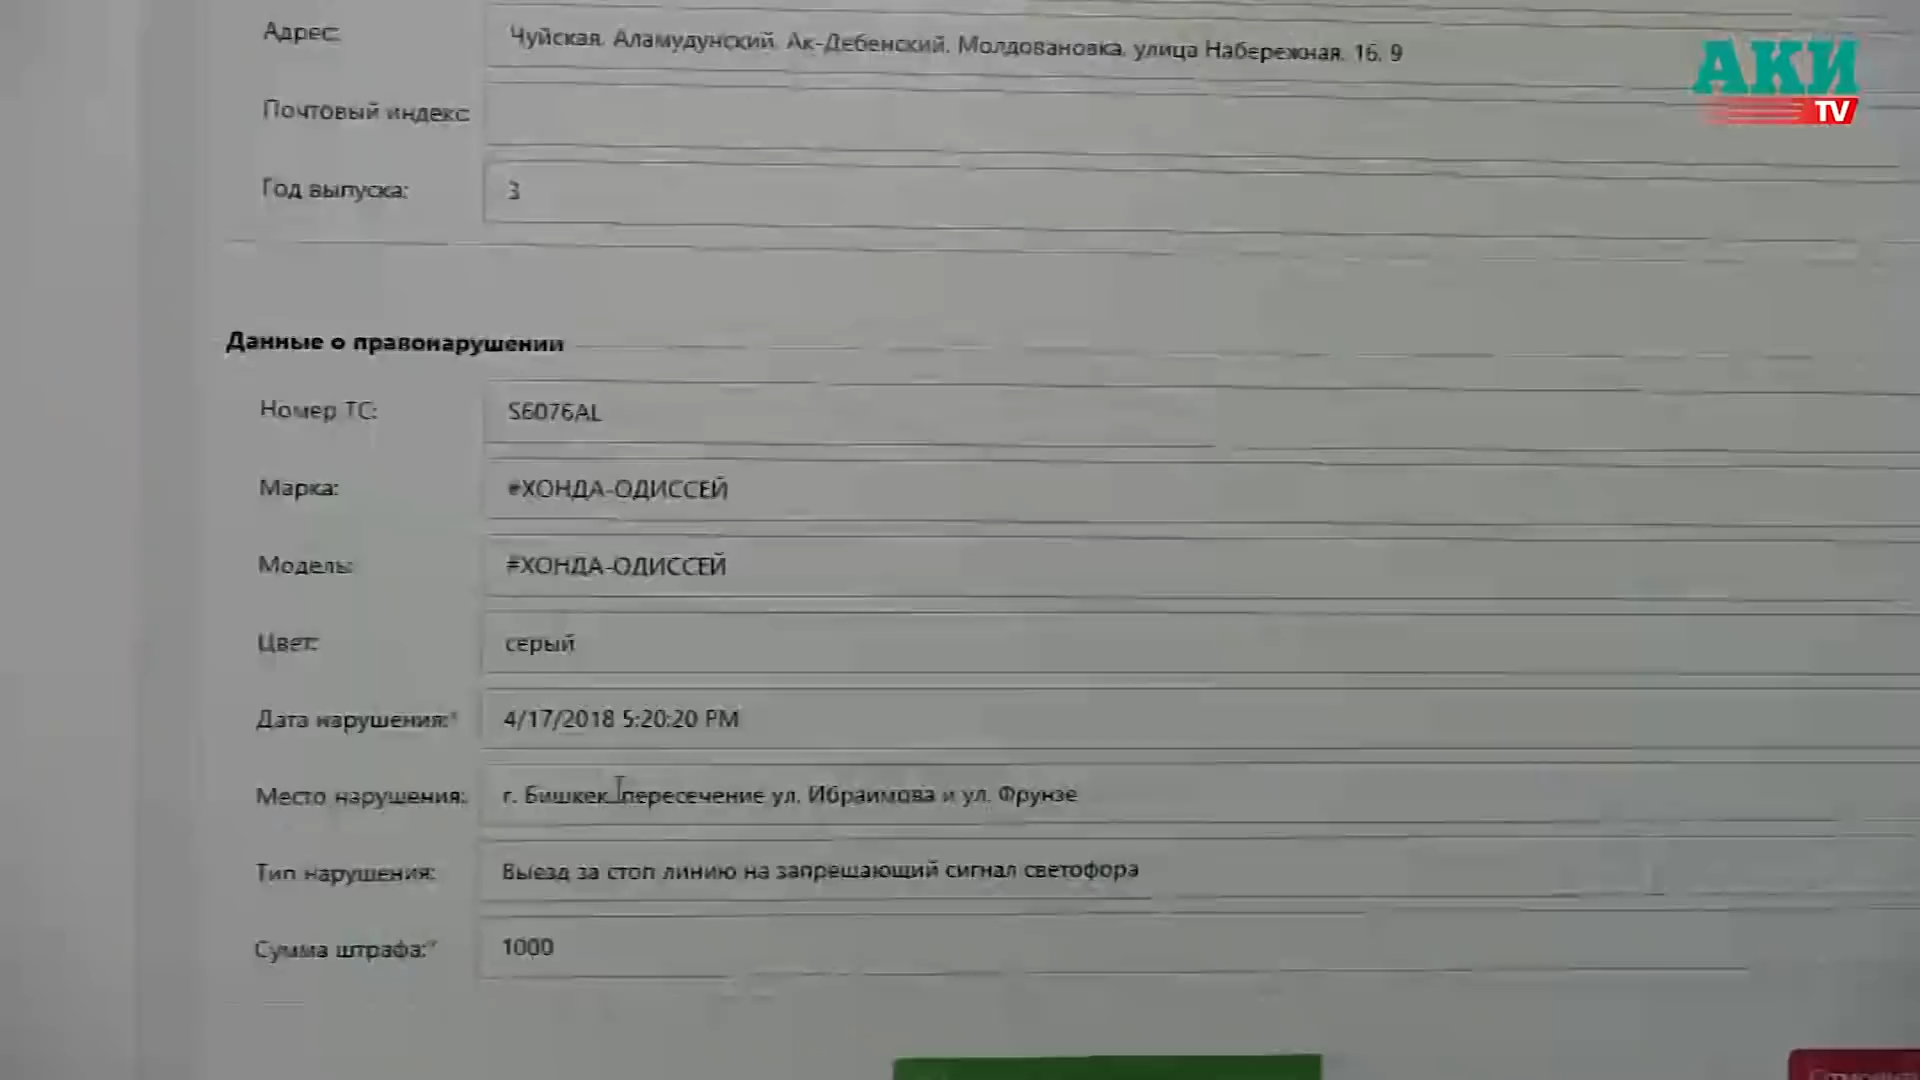 Адрес: Чуйская, Аламудунский, Ак-Дебенский, Молдовановка, улица Набережная, 16, 9
АКИ
TV
Почтовый индекс:
Год выпуска: 3
Данные о правонарушении
Номер ТС: S6076AL
Марка: #ХОНДА-ОДИССЕЙ
Модель: #ХОНДА-ОДИССЕЙ
Цвет: серый
Дата нарушения:* 4/17/2018 5:20:20 PM
Место нарушения: г. Бишкек, пересечение ул. Ибраимова и ул. Фрунзе
Тип нарушения: Выезд за стоп линию на запрещающий сигнал светофора
Сумма штрафа:* 1000